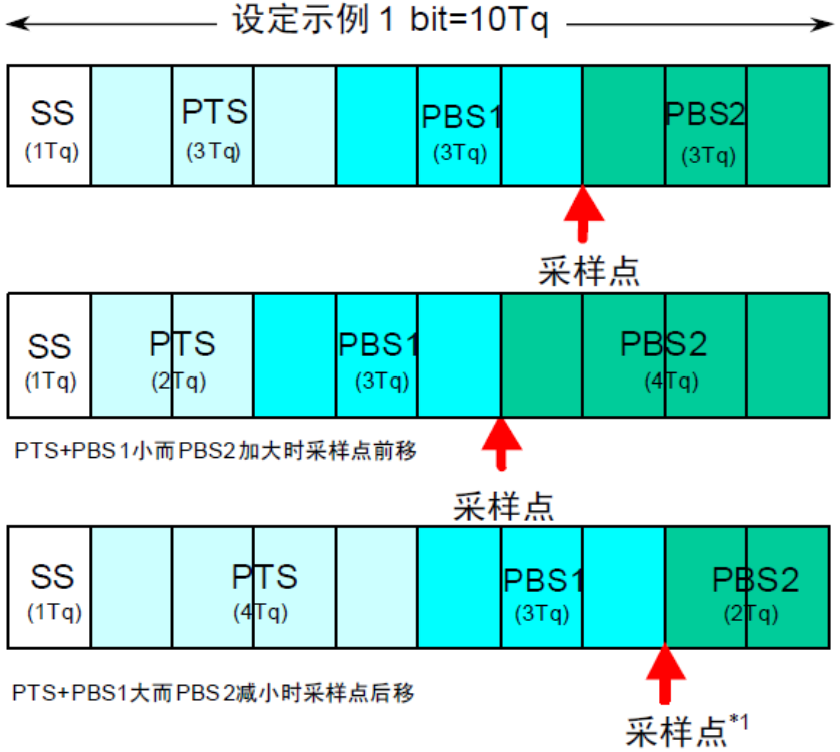 设定示例 1 bit=10Tq
SS PTS PBS1 PBS2
(1Tq) (3Tq) (3Tq) (3Tq)
采样点
SS PTS PBS1 PBS2
(1Tq) (2Tq) (3Tq) (4Tq)
PTS+PBS1小而PBS2加大时采样点前移
采样点
SS PTS PBS1 PBS2
(1Tq) (4Tq) (3Tq) (2Tq)
PTS+PBS1大而PBS2减小时采样点后移
采样点*1